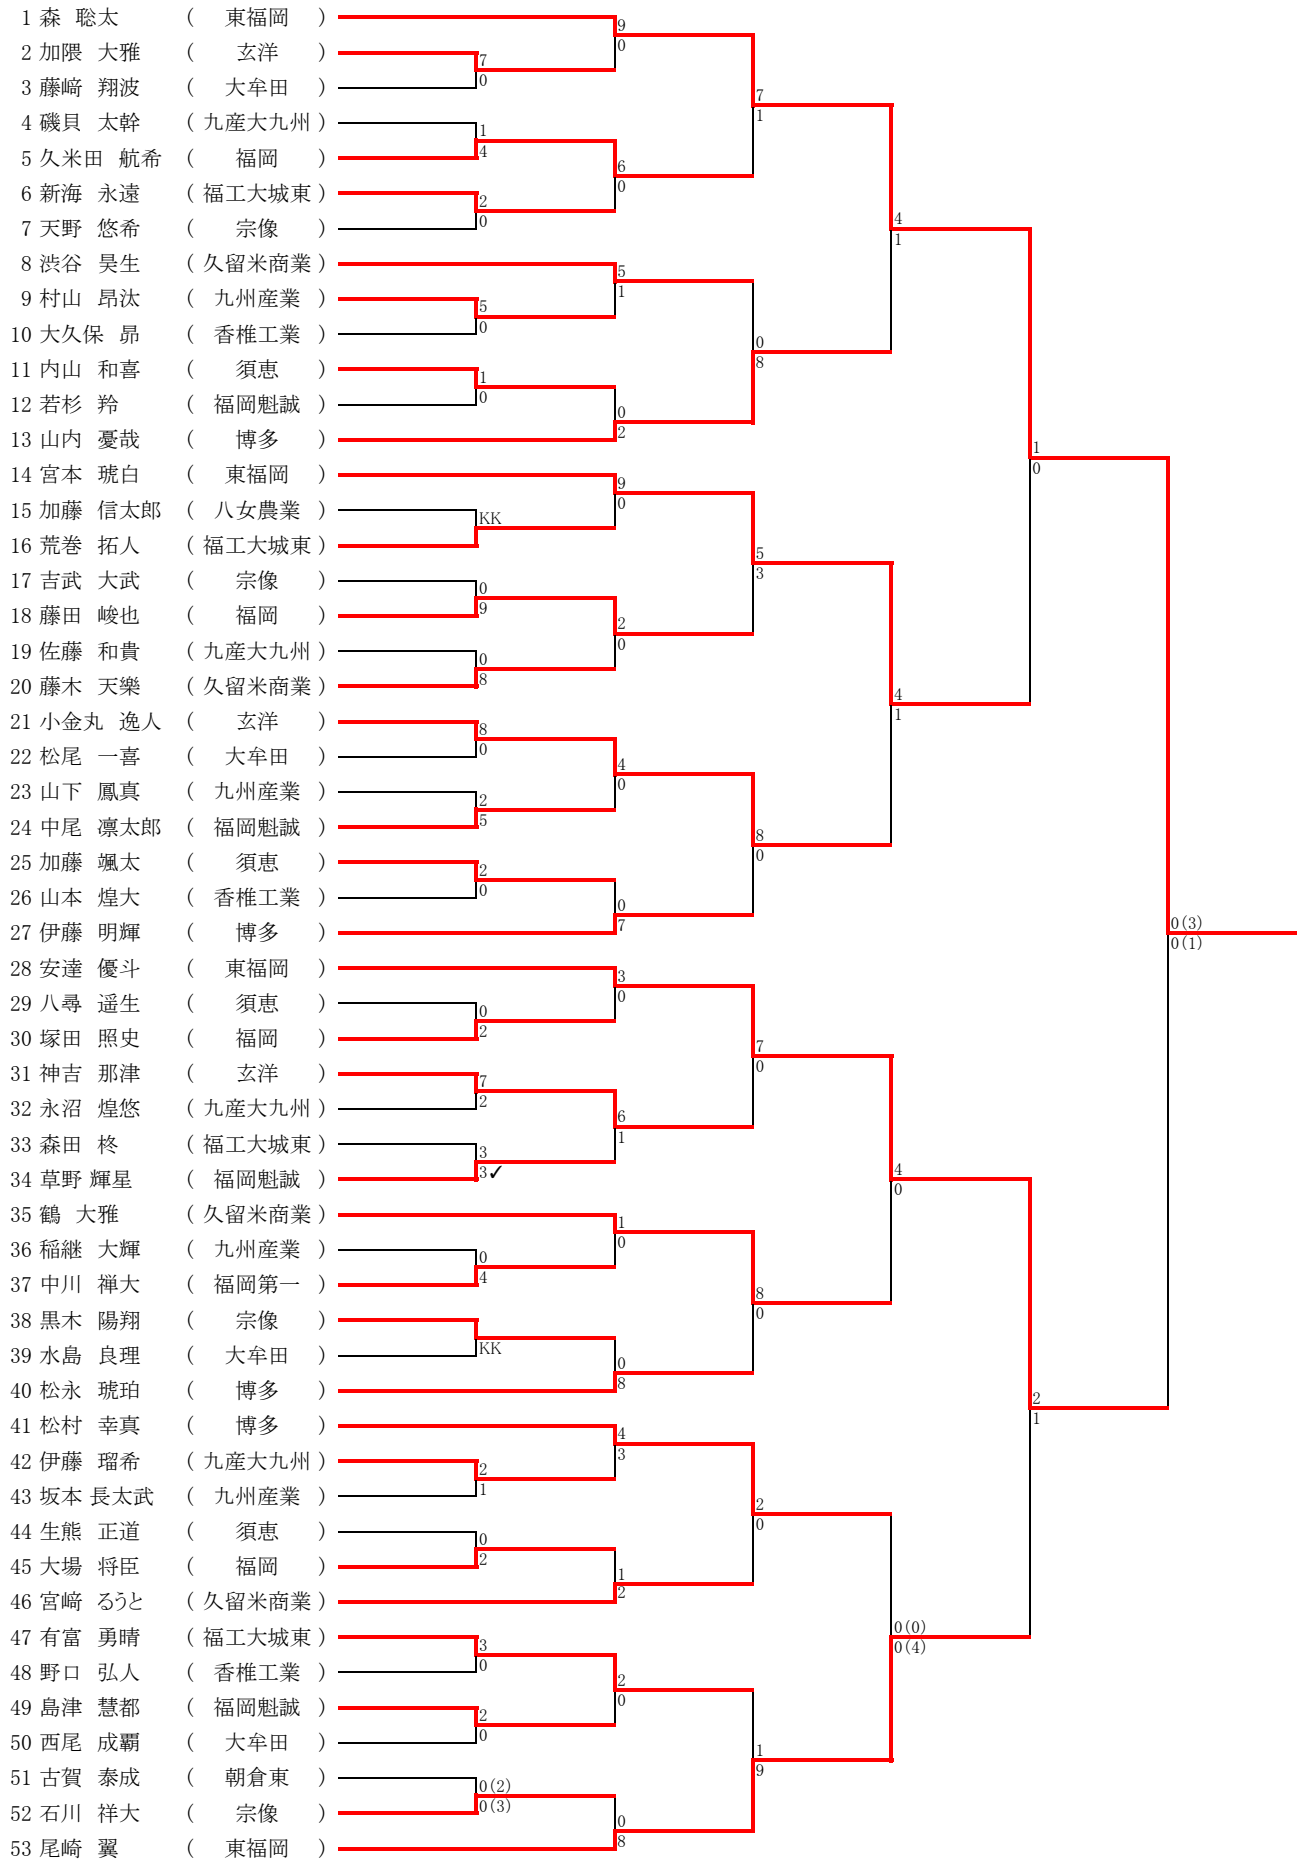 1 森 聡太 ( 東福岡 )
2 加隈 大雅 ( 玄洋 )
3 藤﨑 翔波 ( 大牟田 )
4 磯貝 太幹 ( 九産大九州 )
5 久米田 航希 ( 福岡 )
6 新海 永遠 ( 福工大城東 )
7 天野 悠希 ( 宗像 )
8 渋谷 昊生 ( 久留米商業 )
9 村山 昂汰 ( 九州産業 )
10 大久保 昴 ( 香椎工業 )
11 内山 和喜 ( 須恵 )
12 若杉 羚 ( 福岡魁誠 )
13 山内 憂哉 ( 博多 )
14 宮本 琥白 ( 東福岡 )
15 加藤 信太郎 ( 八女農業 )
16 荒巻 拓人 ( 福工大城東 )
17 吉武 大武 ( 宗像 )
18 藤田 峻也 ( 福岡 )
19 佐藤 和貴 ( 九産大九州 )
20 藤木 天樂 ( 久留米商業 )
21 小金丸 逸人 ( 玄洋 )
22 松尾 一喜 ( 大牟田 )
23 山下 鳳真 ( 九州産業 )
24 中尾 凛太郎 ( 福岡魁誠 )
25 加藤 颯太 ( 須恵 )
26 山本 煌大 ( 香椎工業 )
27 伊藤 明輝 ( 博多 )
28 安達 優斗 ( 東福岡 )
29 八尋 遥生 ( 須恵 )
30 塚田 照史 ( 福岡 )
31 神吉 那津 ( 玄洋 )
32 永沼 煌悠 ( 九産大九州 )
33 森田 柊 ( 福工大城東 )
34 草野 輝星 ( 福岡魁誠 )
35 鶴 大雅 ( 久留米商業 )
36 稲継 大輝 ( 九州産業 )
37 中川 禅大 ( 福岡第一 )
38 黒木 陽翔 ( 宗像 )
39 水島 良理 ( 大牟田 )
40 松永 琥珀 ( 博多 )
41 松村 幸真 ( 博多 )
42 伊藤 瑠希 ( 九産大九州 )
43 坂本 長太武 ( 九州産業 )
44 生熊 正道 ( 須恵 )
45 大場 将臣 ( 福岡 )
46 宮﨑 るうと ( 久留米商業 )
47 有富 勇晴 ( 福工大城東 )
48 野口 弘人 ( 香椎工業 )
49 島津 慧都 ( 福岡魁誠 )
50 西尾 成覇 ( 大牟田 )
51 古賀 泰成 ( 朝倉東 )
52 石川 祥大 ( 宗像 )
53 尾崎 翼 ( 東福岡 )
7
0
1
4
2
0
5
0
1
0
KK
0
9
0
8
8
0
2
5
2
0
0
2
7
2
3
3✓
0
4
KK
2
1
0
2
3
0
2
0
0(2)
0(3)
9
0
6
0
5
1
0
2
9
0
2
0
4
0
0
7
3
0
6
1
1
0
0
8
4
3
1
2
2
0
0
8
7
1
0
8
5
3
8
0
7
0
8
0
2
0
1
9
4
1
4
1
4
0
0(0)
0(4)
1
0
2
1
0(3)
0(1)